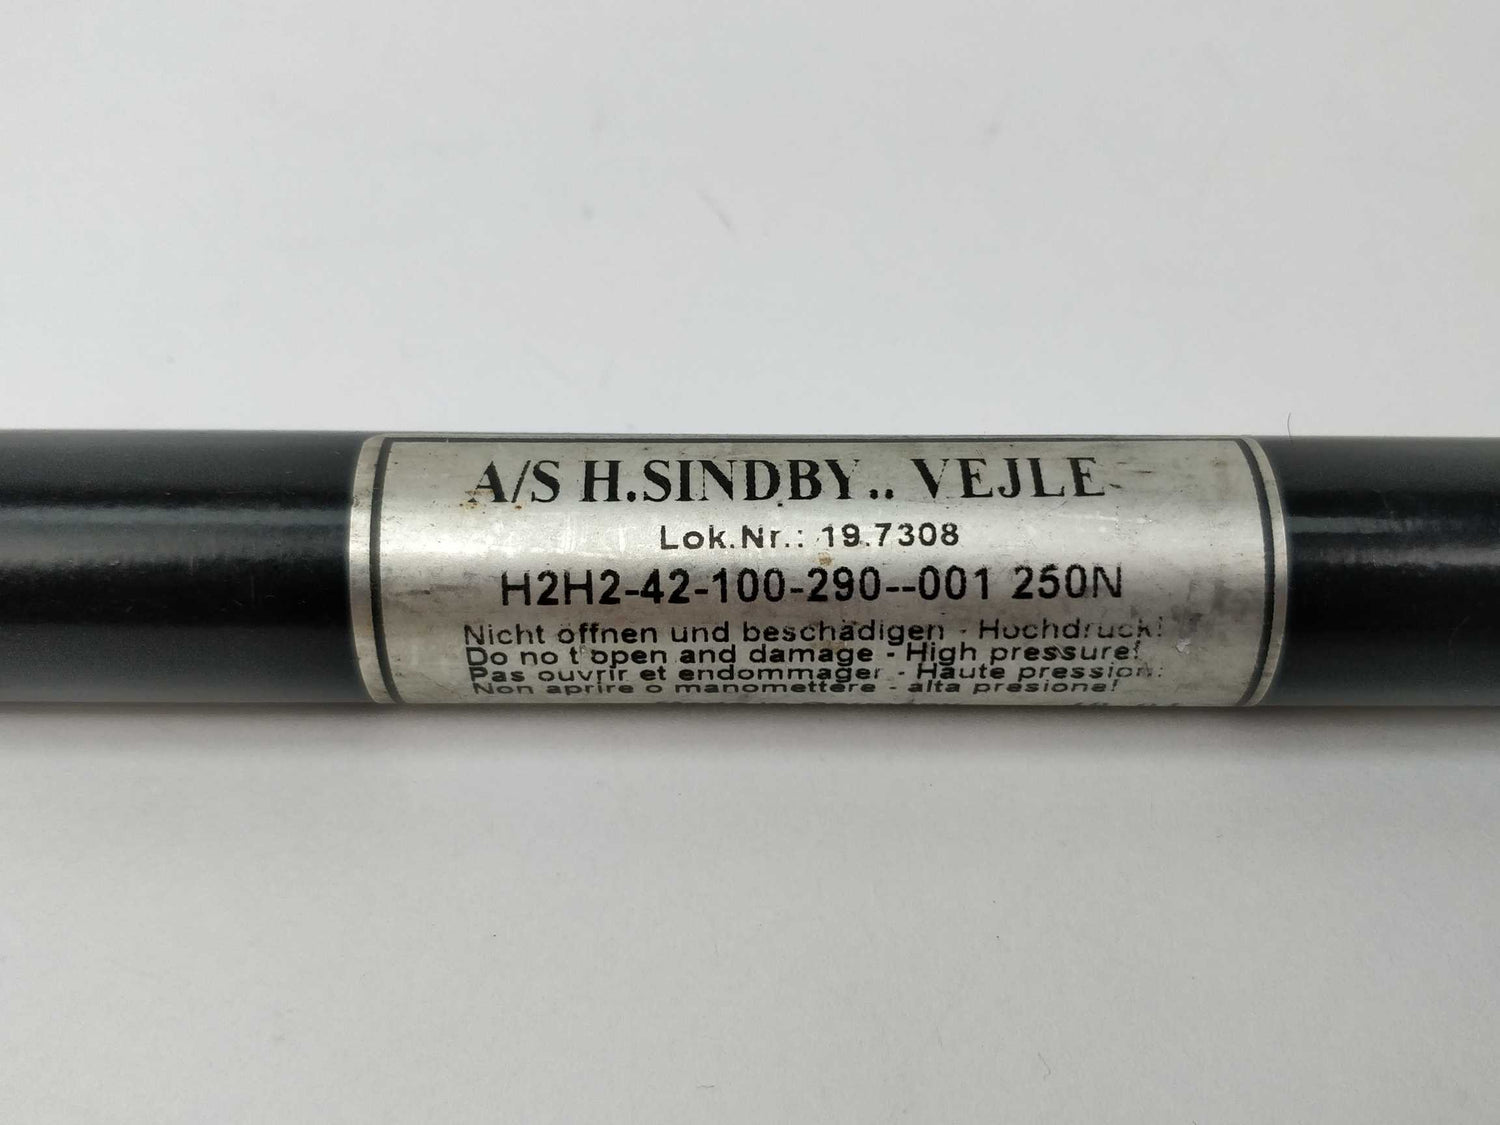 A/S H.SINDBY.. VEJLE
Lok.Nr.: 19.7308
H2H2-42-100-290--001 250N
Nicht öffnen und beschädigen - Hochdruck!
Do no t open and damage - High pressure!
Pas ouvrir et endommager - Haute pression!
Non aprire o manomettere - alta presione!